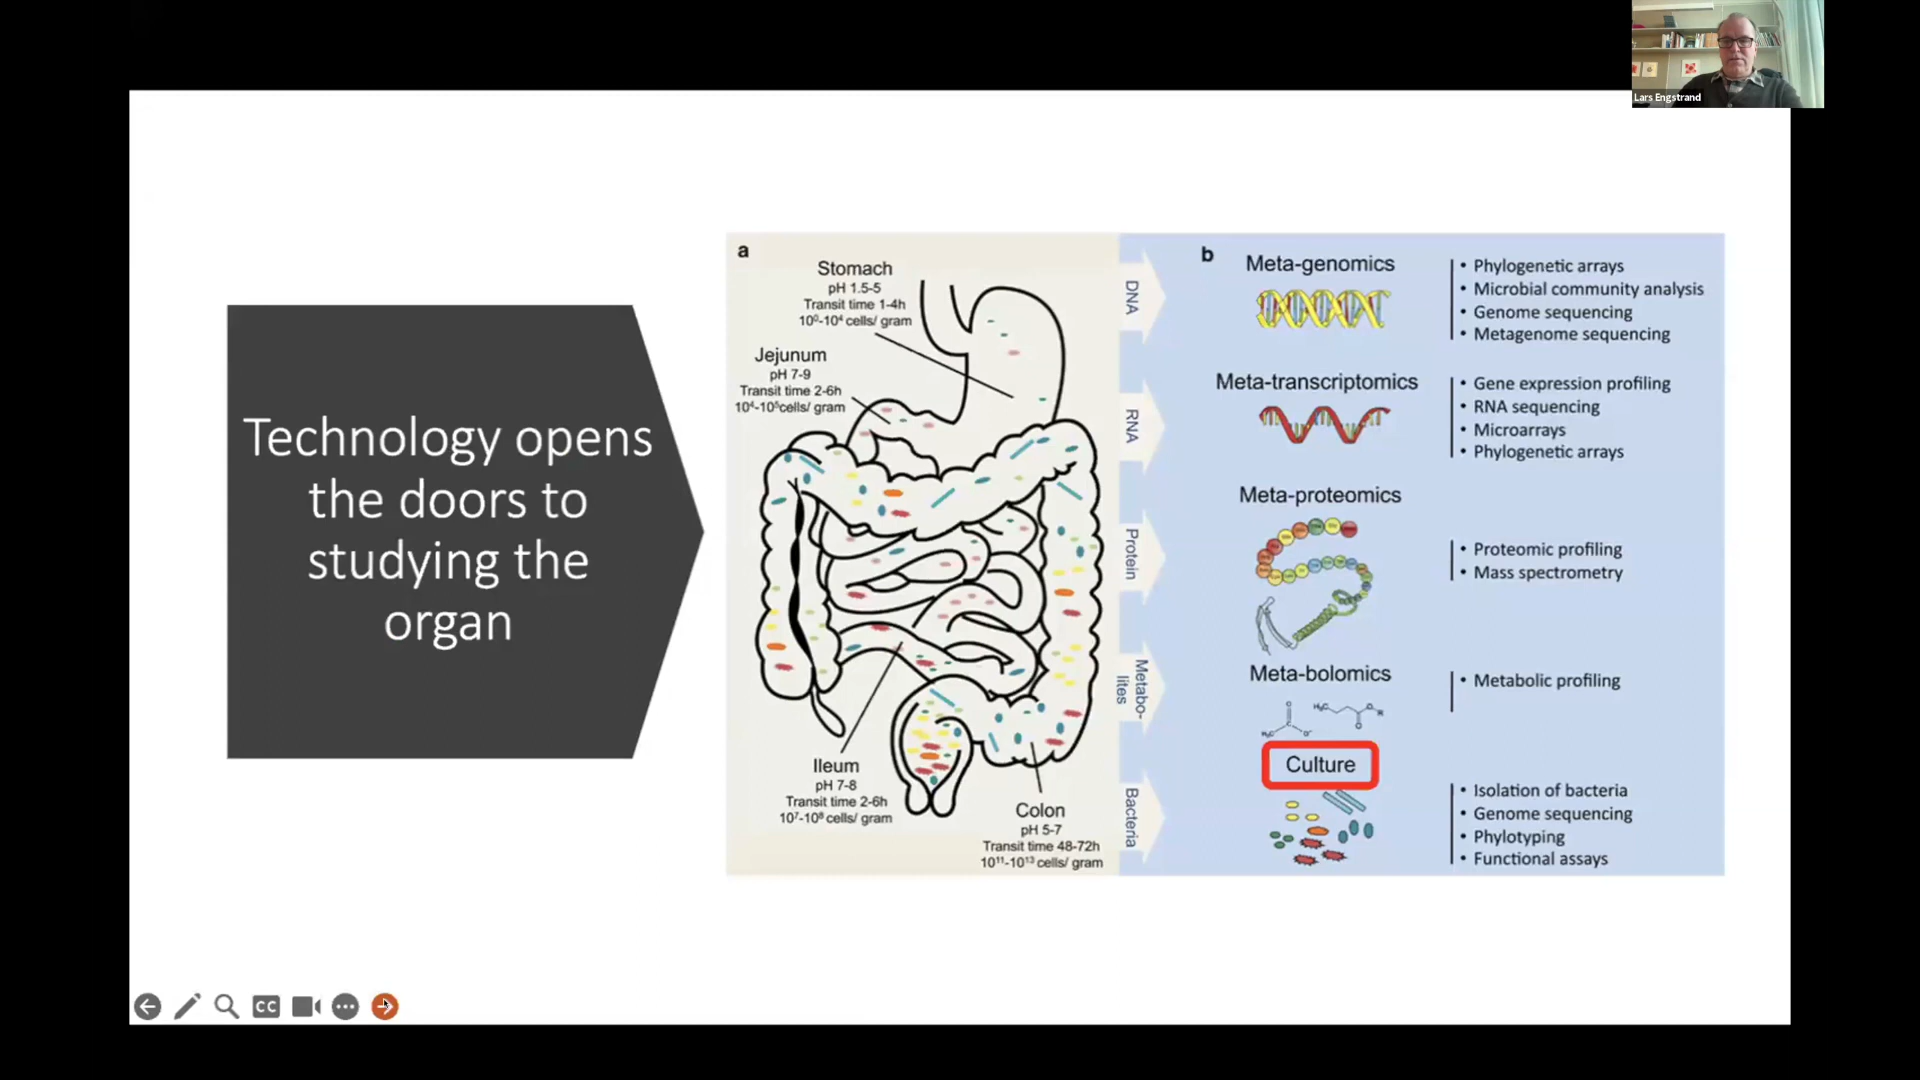 Lars Engstrand
Technology opens
the doors to
studying the
organ
a
Stomach
pH 1.5-5
Transit time 1-4h
10⁰-10⁴ cells/ gram
Jejunum
pH 7-9
Transit time 2-6h
10⁴-10⁵cells/ gram
Ileum
pH 7-8
Transit time 2-6h
10⁷-10⁸ cells/ gram
Colon
pH 5-7
Transit time 48-72h
10¹¹-10¹³ cells/ gram
DNA
RNA
Protein
Metabo-
lites
Bacteria
b
Meta-genomics
• Phylogenetic arrays
• Microbial community analysis
• Genome sequencing
• Metagenome sequencing
Meta-transcriptomics
• Gene expression profiling
• RNA sequencing
• Microarrays
• Phylogenetic arrays
Meta-proteomics
• Proteomic profiling
• Mass spectrometry
Meta-bolomics
• Metabolic profiling
Culture
• Isolation of bacteria
• Genome sequencing
• Phylotyping
• Functional assays
CC